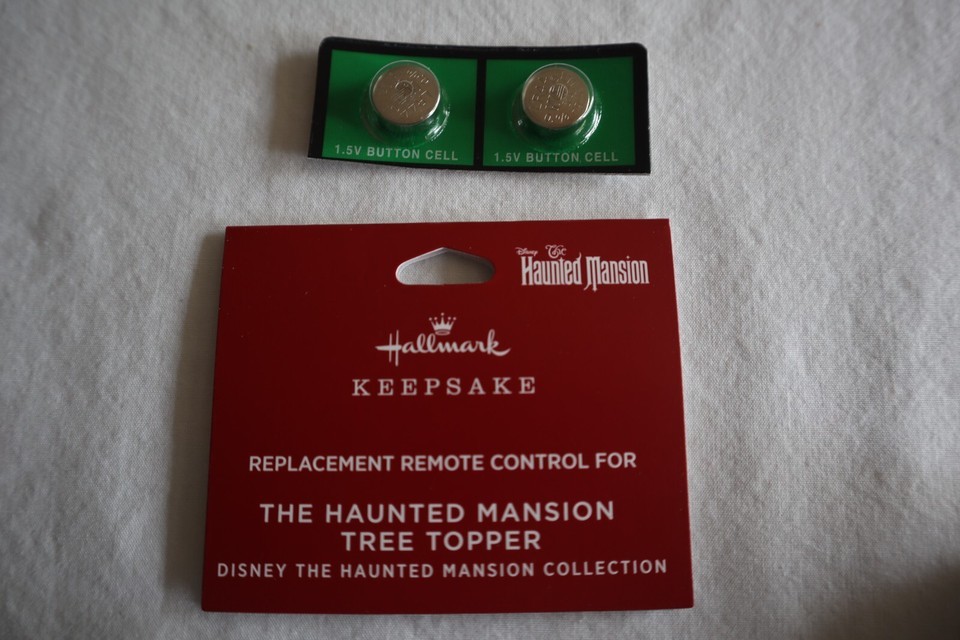 1.5V BUTTON CELL
1.5V BUTTON CELL
Disney
The
Haunted Mansion
Hallmark
KEEPSAKE
REPLACEMENT REMOTE CONTROL FOR
THE HAUNTED MANSION
TREE TOPPER
DISNEY THE HAUNTED MANSION COLLECTION